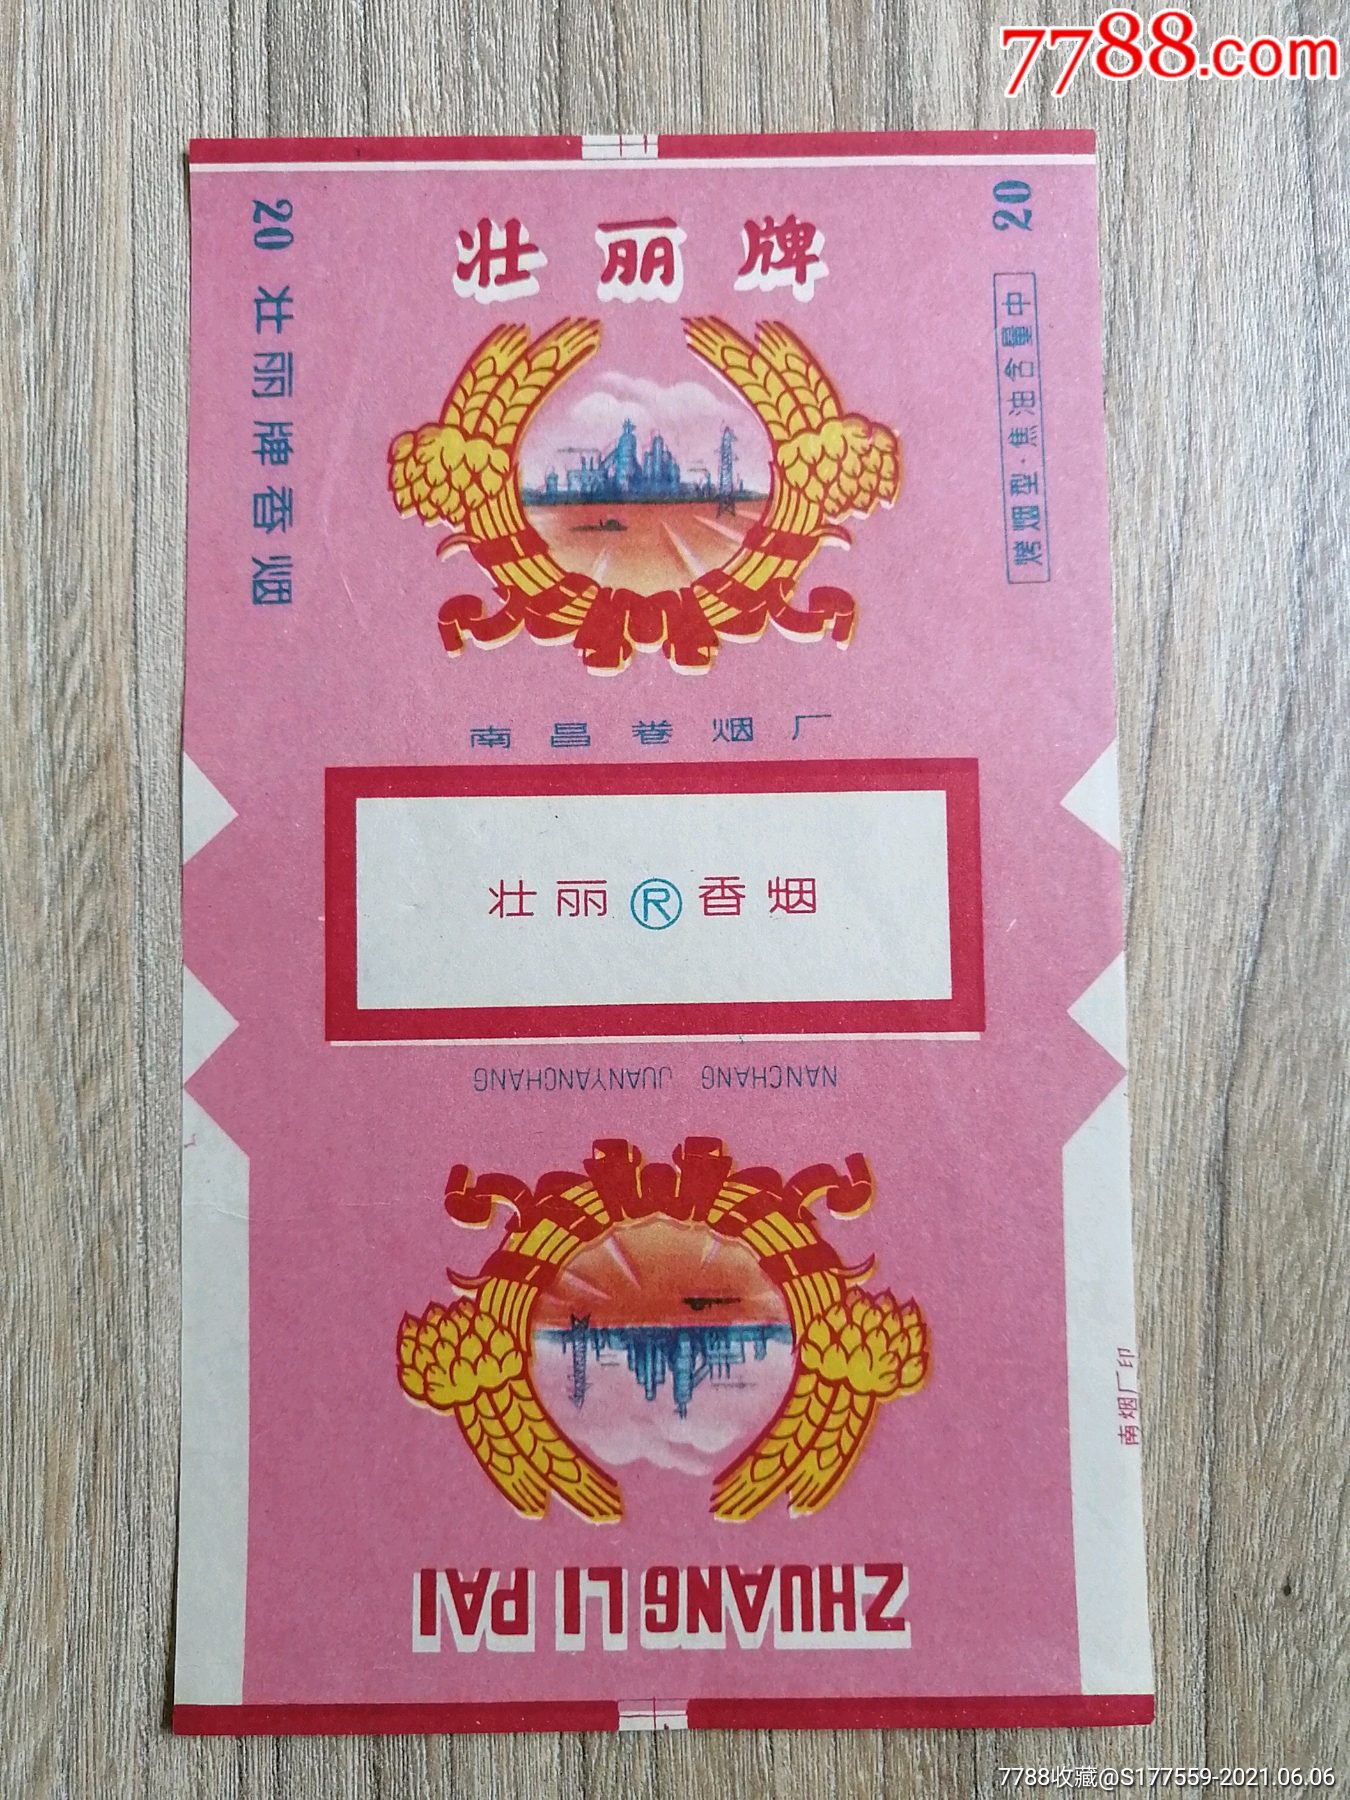 7788.com
壮丽牌
20 壮丽牌香烟
20
烤烟型·焦油含量中
南昌卷烟厂
壮丽Ⓡ香烟
NANCHANG JUANYANCHANG
ZHUANG LI PAI
南烟厂印
7788收藏@S177559-2021.06.06